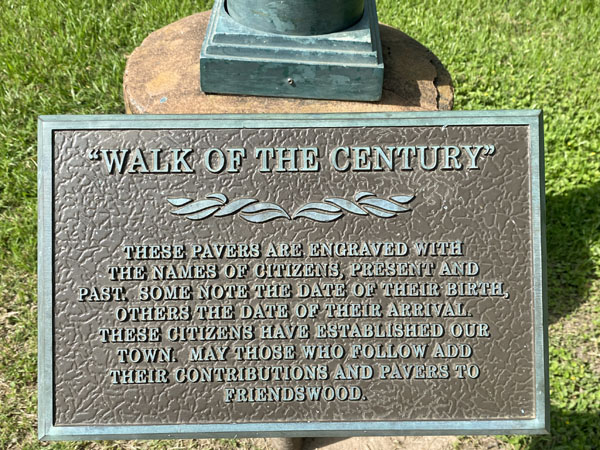 "WALK OF THE CENTURY"
THESE PAVERS ARE ENGRAVED WITH
THE NAMES OF CITIZENS, PRESENT AND
PAST. SOME NOTE THE DATE OF THEIR BIRTH,
OTHERS THE DATE OF THEIR ARRIVAL.
THESE CITIZENS HAVE ESTABLISHED OUR
TOWN. MAY THOSE WHO FOLLOW ADD
THEIR CONTRIBUTIONS AND PAVERS TO
FRIENDSWOOD.